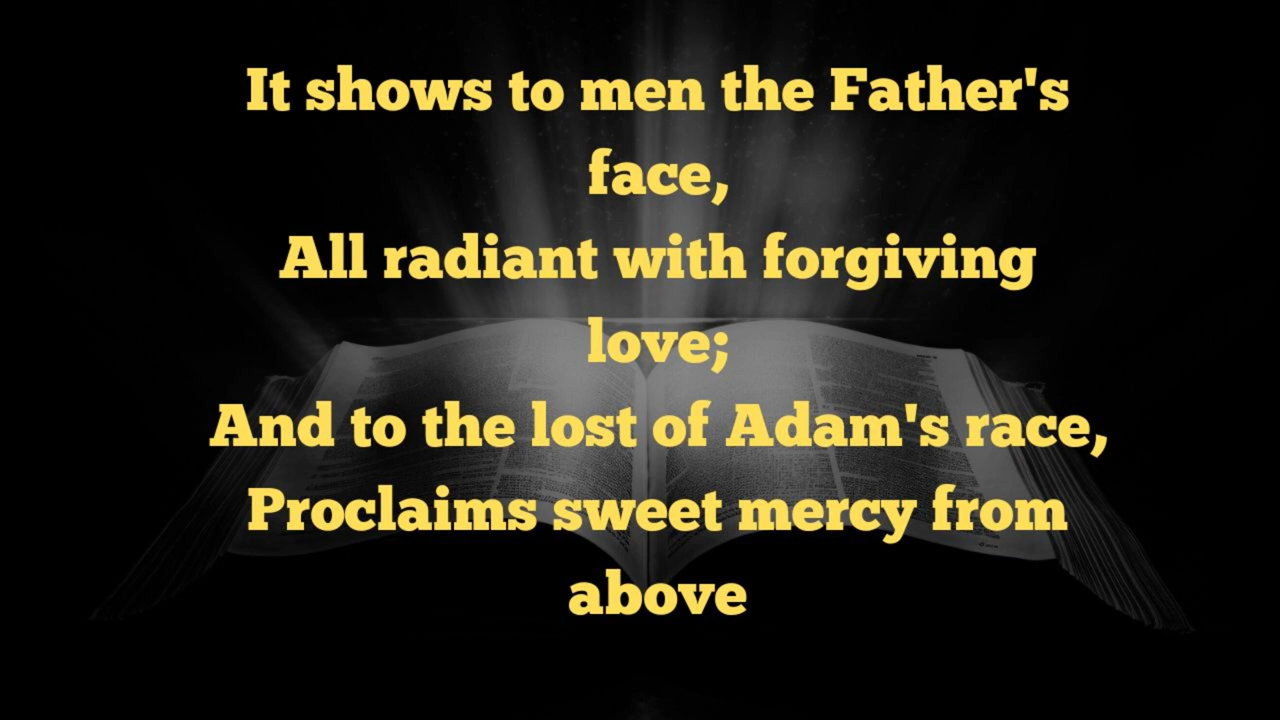 It shows to men the Father's
face,
All radiant with forgiving
love;
And to the lost of Adam's race,
Proclaims sweet mercy from
above